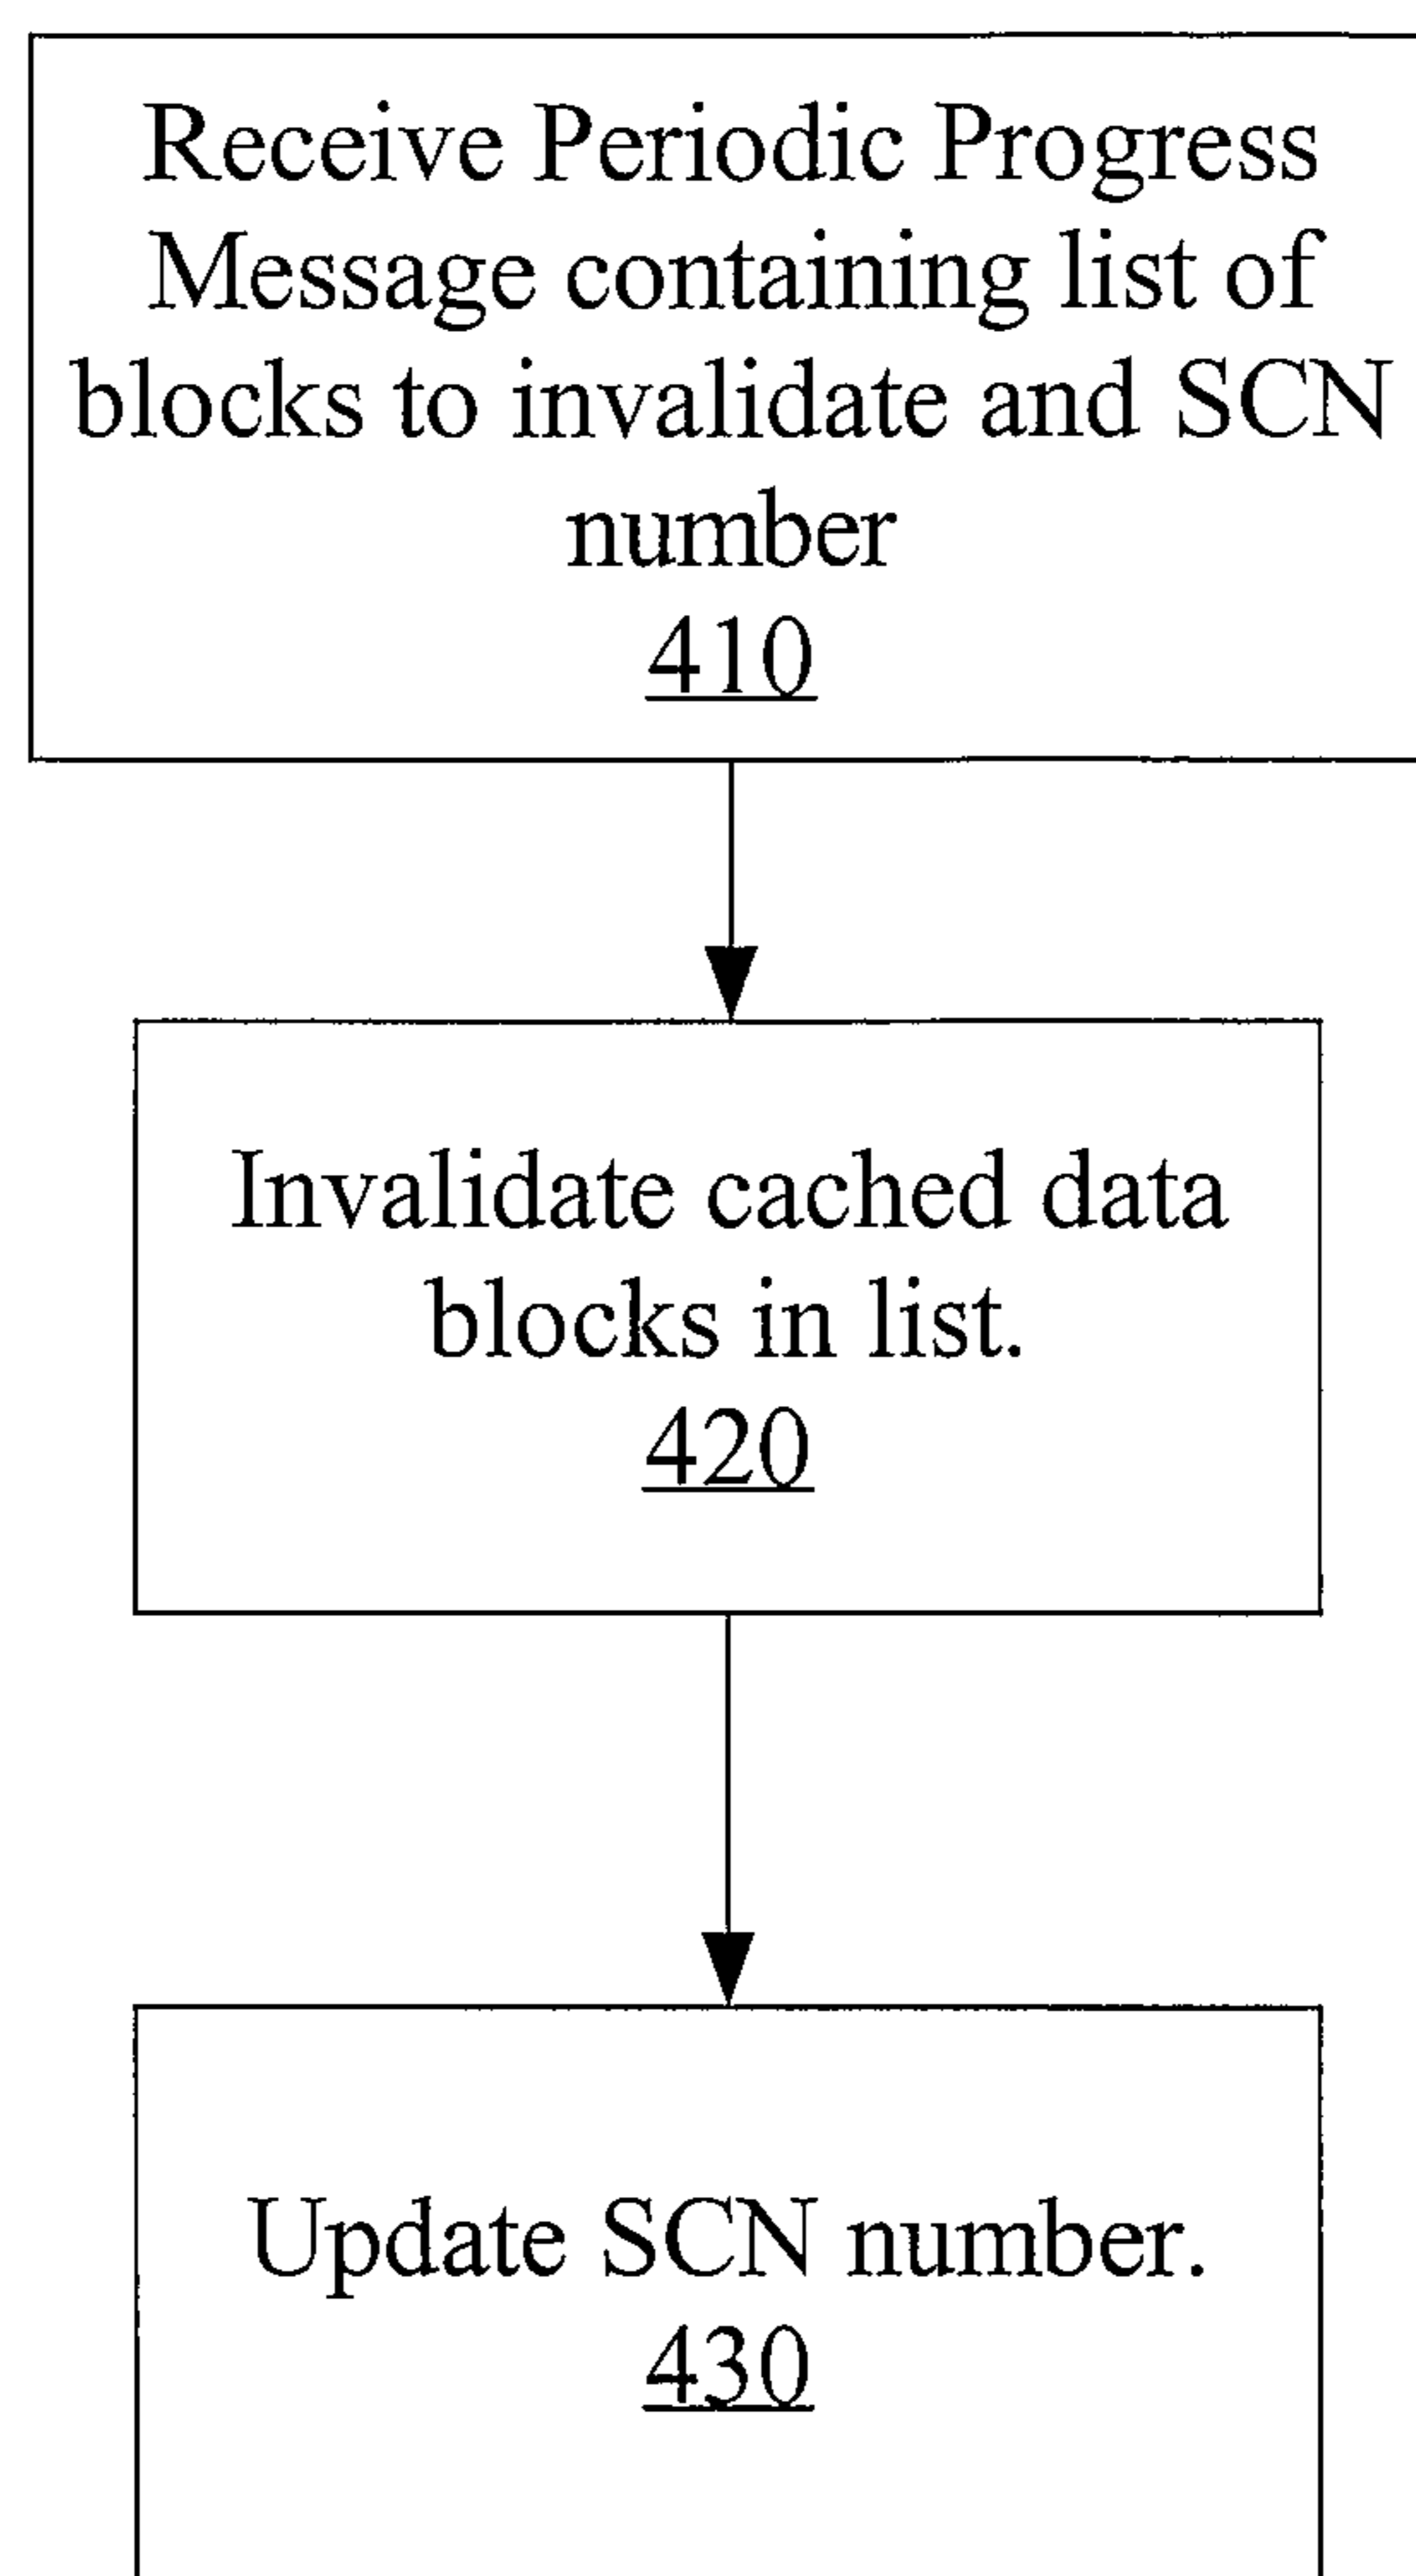 Receive Periodic Progress
Message containing list of
blocks to invalidate and SCN
number
410
Invalidate cached data
blocks in list.
420
Update SCN number.
430